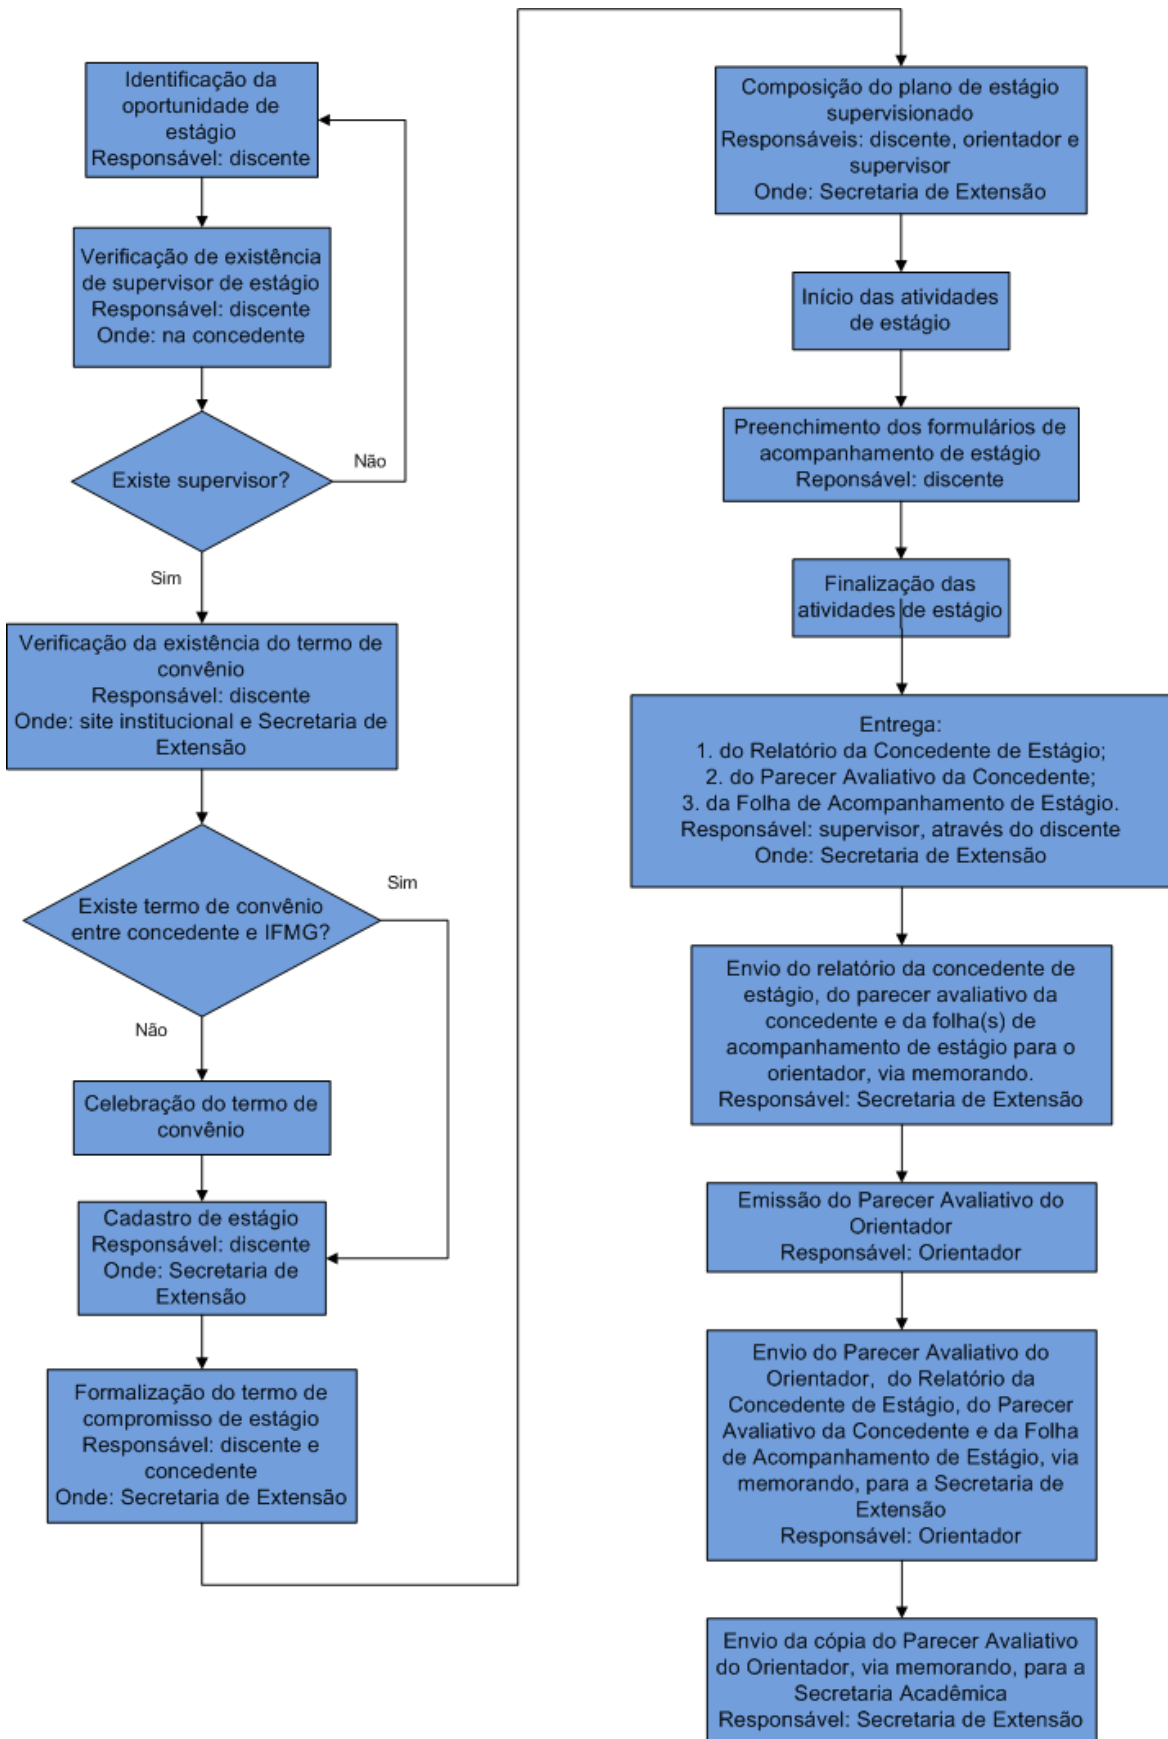 Identificação da
oportunidade de
estágio
Responsável: discente
Verificação de existência
de supervisor de estágio
Responsável: discente
Onde: na concedente
Existe supervisor?
Não
Sim
Verificação da existência do termo de
convênio
Responsável: discente
Onde: site institucional e Secretaria de
Extensão
Existe termo de convênio
entre concedente e IFMG?
Sim
Não
Celebração do termo de
convênio
Cadastro de estágio
Responsável: discente
Onde: Secretaria de
Extensão
Formalização do termo de
compromisso de estágio
Responsável: discente e
concedente
Onde: Secretaria de Extensão
Composição do plano de estágio
supervisionado
Responsáveis: discente, orientador e
supervisor
Onde: Secretaria de Extensão
Início das atividades
de estágio
Preenchimento dos formulários de
acompanhamento de estágio
Reponsável: discente
Finalização das
atividades de estágio
Entrega:
1. do Relatório da Concedente de Estágio;
2. do Parecer Avaliativo da Concedente;
3. da Folha de Acompanhamento de Estágio.
Responsável: supervisor, através do discente
Onde: Secretaria de Extensão
Envio do relatório da concedente de
estágio, do parecer avaliativo da
concedente e da folha(s) de
acompanhamento de estágio para o
orientador, via memorando.
Responsável: Secretaria de Extensão
Emissão do Parecer Avaliativo do
Orientador
Responsável: Orientador
Envio do Parecer Avaliativo do
Orientador, do Relatório da
Concedente de Estágio, do Parecer
Avaliativo da Concedente e da Folha
de Acompanhamento de Estágio, via
memorando, para a Secretaria de
Extensão
Responsável: Orientador
Envio da cópia do Parecer Avaliativo
do Orientador, via memorando, para a
Secretaria Acadêmica
Responsável: Secretaria de Extensão